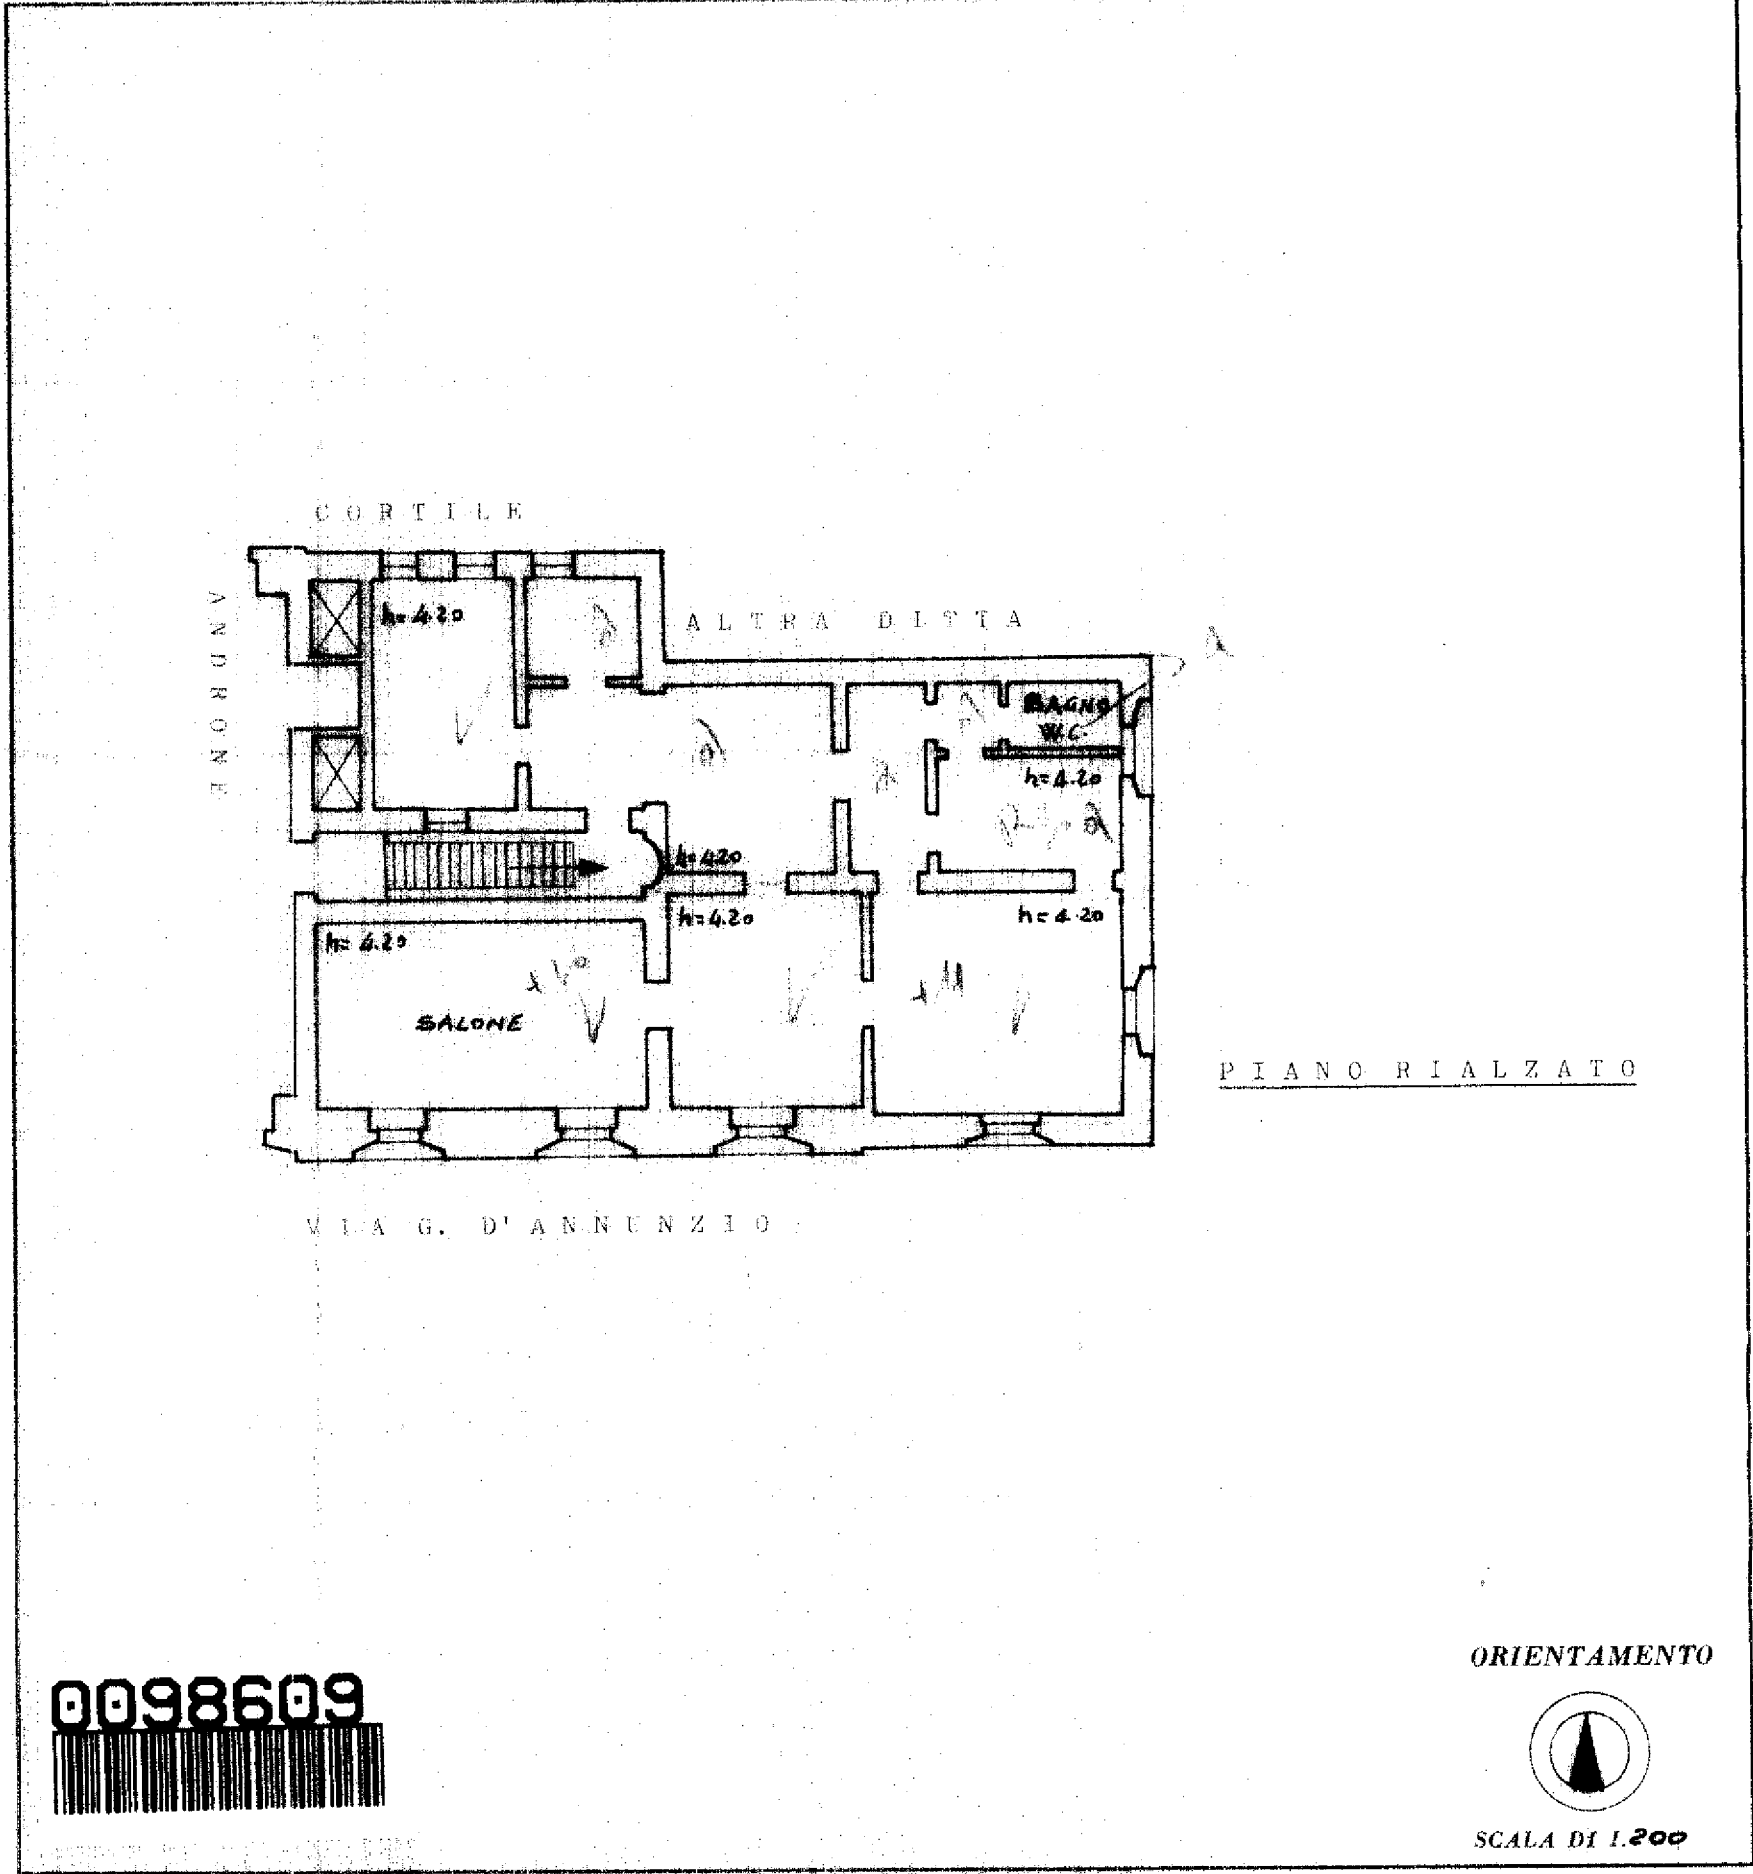 CORTILE
ANDRONE
h=4.20
ALTRA DITTA
BAGNO
W.C.
h=4.20
h=4.20
h=4.20
h=4.20
h=4.20
SALONE
PIANO RIALZATO
VIA G. D'ANNUNZIO
ORIENTAMENTO
0098609
SCALA DI 1.200